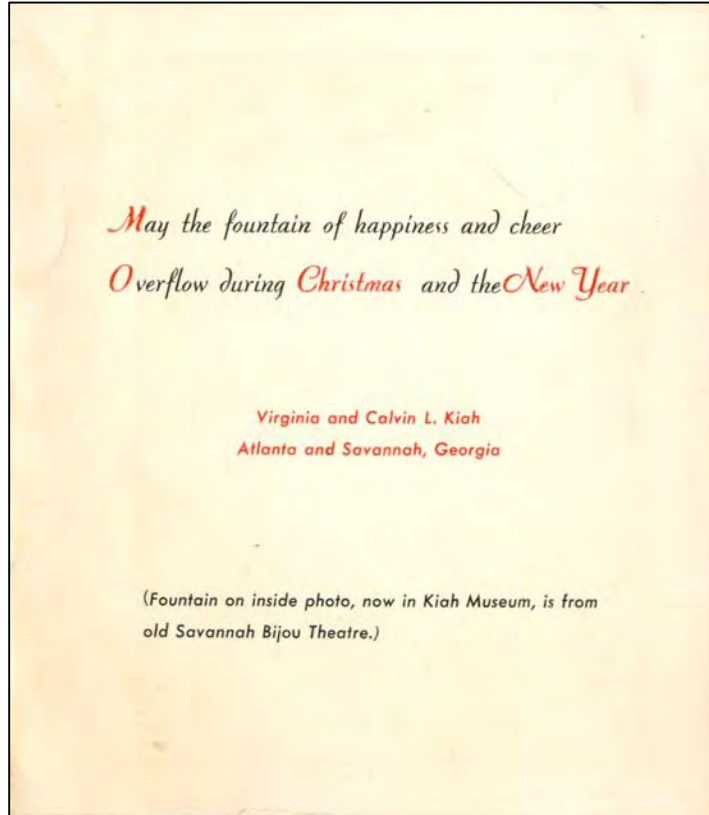 May the fountain of happiness and cheer
Overflow during Christmas and the New Year
Virginia and Calvin L. Kiah
Atlanta and Savannah, Georgia
(Fountain on inside photo, now in Kiah Museum, is from
old Savannah Bijou Theatre.)